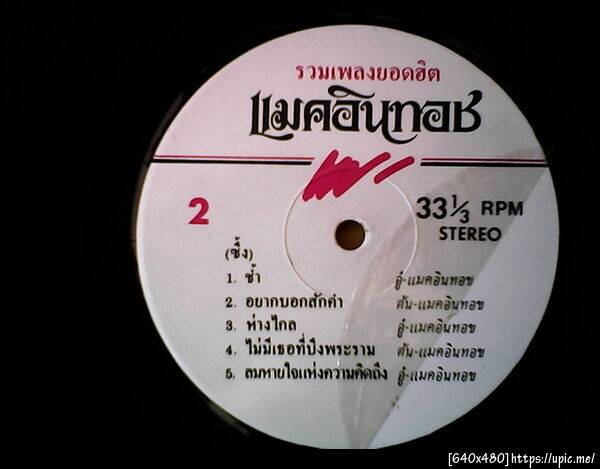 รวมเพลงยอดฮิต
แมคอินทอช
2
33 1/3 RPM
STEREO
(ซึ้ง)
1. ช้ำ อู๋-แมคอินทอช
2. อยากบอกสักคำ ต้น-แมคอินทอช
3. ห่างไกล อู๋-แมคอินทอช
4. ไม่มีเธอที่ปิงพระราม ต้น-แมคอินทอช
5. ลมหายใจแห่งความคิดถึง อู๋-แมคอินทอช
[640x480]https://upic.me/